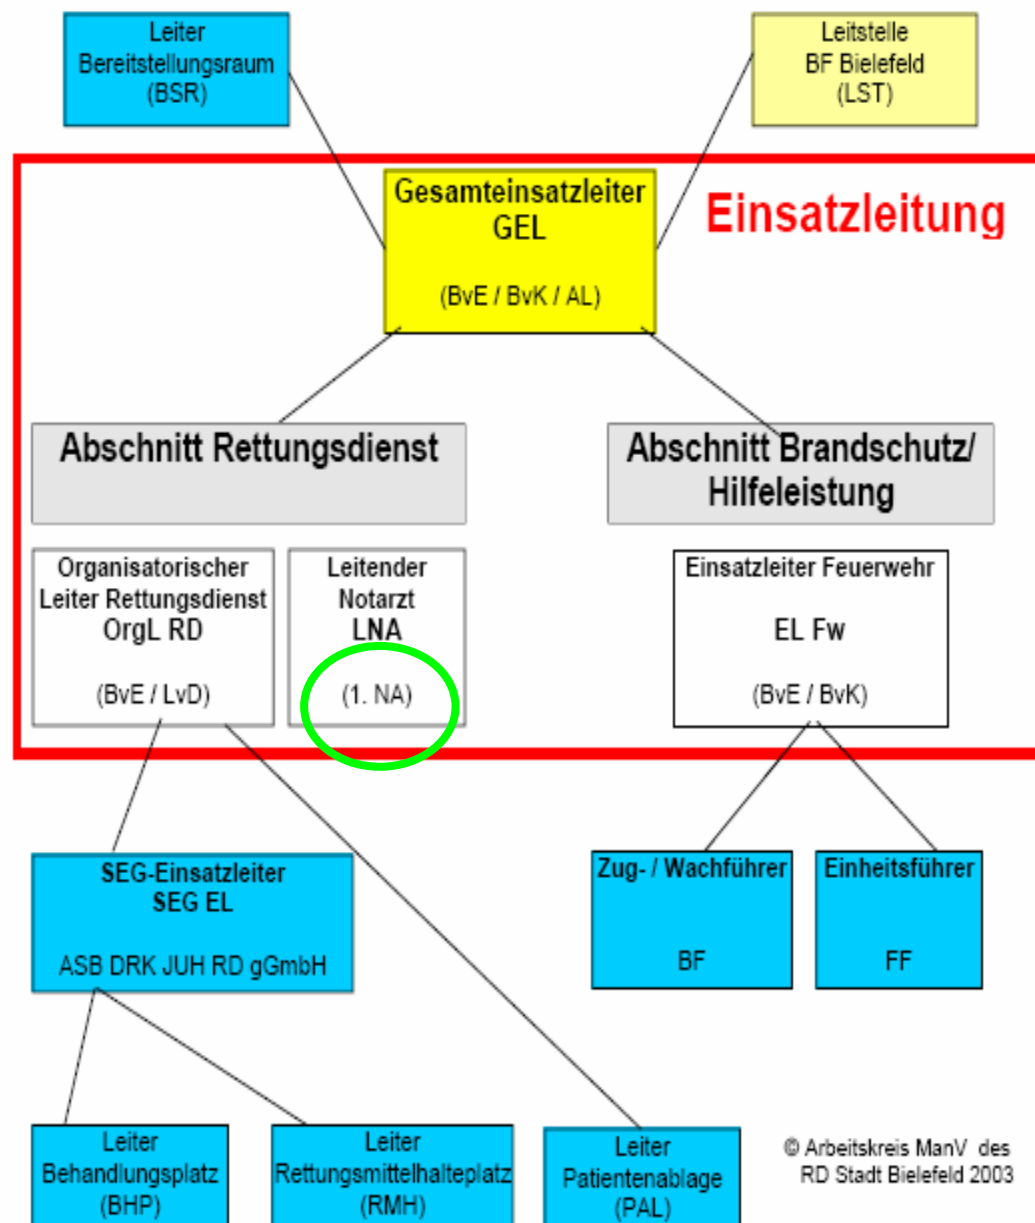 Leiter
Bereitstellungsraum
(BSR)
Leitstelle
BF Bielefeld
(LST)
Einsatzleitung
Gesamteinsatzleiter
GEL
(BvE / BvK / AL)
Abschnitt Rettungsdienst
Abschnitt Brandschutz/
Hilfeleistung
Organisatorischer
Leiter Rettungsdienst
OrgL RD
(BvE / LvD)
Leitender
Notarzt
LNA
(1. NA)
Einsatzleiter Feuerwehr
EL Fw
(BvE / BvK)
SEG-Einsatzleiter
SEG EL
ASB DRK JUH RD gGmbH
Zug- / Wachführer
BF
Einheitsführer
FF
Leiter
Behandlungsplatz
(BHP)
Leiter
Rettungsmittelhalteplatz
(RMH)
Leiter
Patientenablage
(PAL)
© Arbeitskreis ManV des
RD Stadt Bielefeld 2003